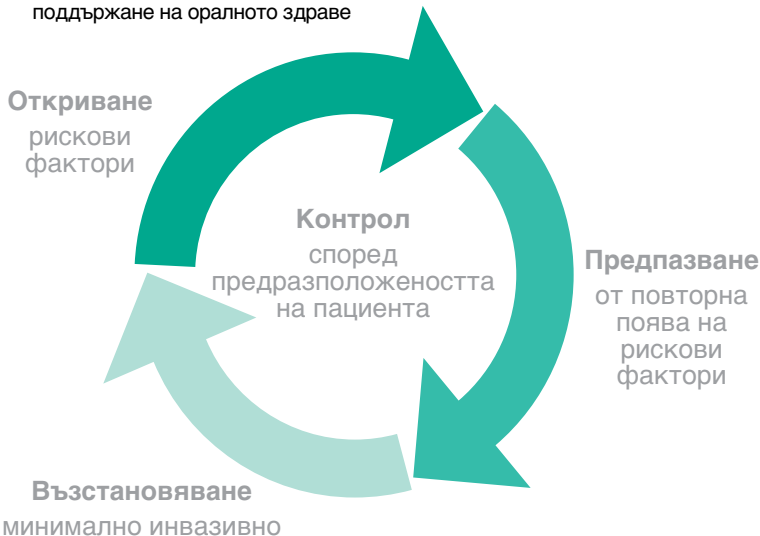 поддържане на оралното здраве
Откриване
рискови
фактори
Контрол
според
предразположеността
на пациента
Предпазване
от повторна
поява на
рискови
фактори
Възстановяване
минимално инвазивно